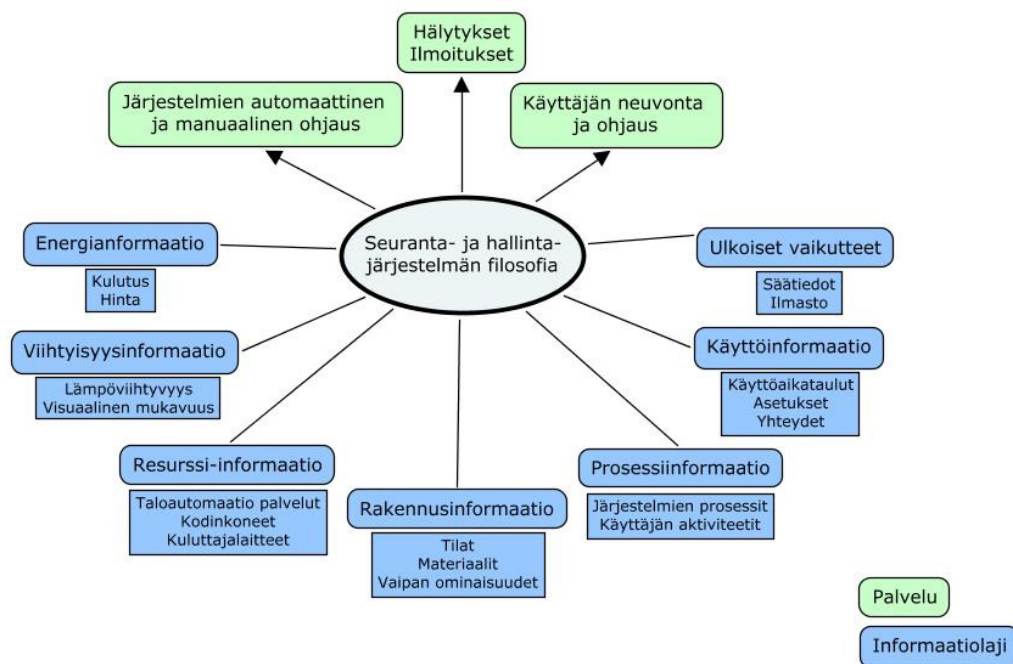 Hälytykset
Ilmoitukset
Järjestelmien automaattinen
ja manuaalinen ohjaus
Käyttäjän neuvonta
ja ohjaus
Seuranta- ja hallinta-
järjestelmän filosofia
Energianformaatio
Kulutus
Hinta
Ulkoiset vaikutteet
Säätiedot
Ilmasto
Viihtyisyysinformaatio
Lämpöviihtyvyys
Visuaalinen mukavuus
Käyttöinformaatio
Käyttöaikataulut
Asetukset
Yhteydet
Resurssi-informaatio
Taloautomaatio palvelut
Kodinkoneet
Kuluttajalaitteet
Rakennusinformaatio
Tilat
Materiaalit
Vaipan ominaisuudet
Prosessiinformaatio
Järjestelmien prosessit
Käyttäjän aktiviteetit
Palvelu
Informaatiolaji